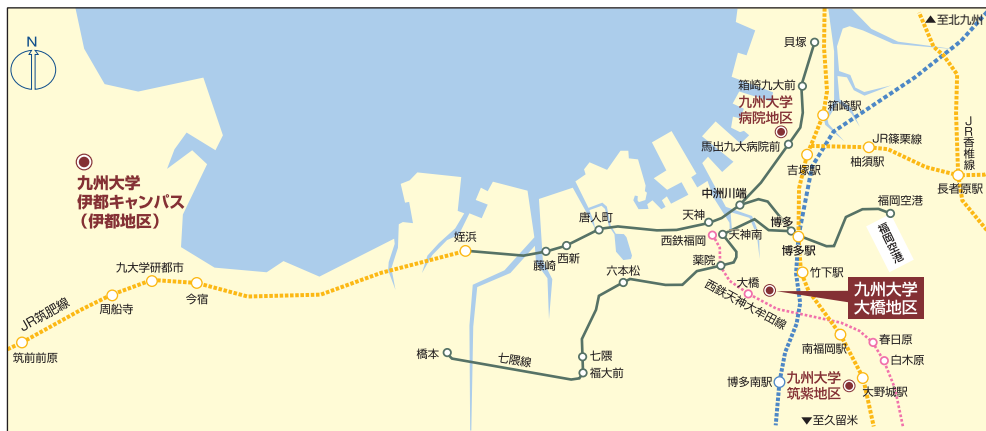 ▲至北九州
N
貝塚
箱崎九大前
九州大学
病院地区
箱崎駅
JR香椎線
馬出九大病院前
JR篠栗線
吉塚駅
柚須駅
長者原駅
九州大学
伊都キャンパス
(伊都地区)
中洲川端
福岡空港
唐人町
天神
博多
福岡空港
姪浜
西鉄福岡
天神南
博多駅
藤崎
西新
薬院
九大学研都市
六本松
竹下駅
今宿
大橋
九州大学
大橋地区
周船寺
JR筑肥線
西鉄天神大牟田線
筑前前原
春日原
南福岡駅
橋本
七隈線
七隈
白木原
福大前
博多南駅
九州大学
筑紫地区
大野城駅
▼至久留米